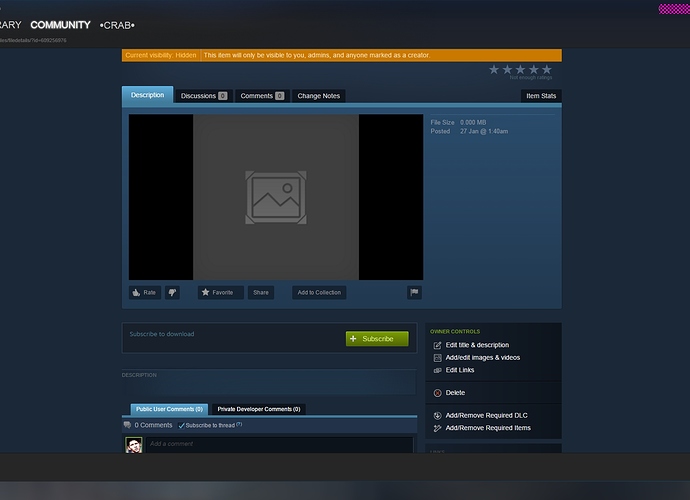 RARY COMMUNITY •CRAB•
Current visibility: Hidden This item will only be visible to you, admins, and anyone marked as a creator.
Not enough ratings
Description Discussions 0 Comments 0 Change Notes Item Stats
File Size 0.000 MB
Posted 27 Jan @ 1:40am
Rate Favorite Share Add to Collection
Subscribe to download
Subscribe
OWNER CONTROLS
Edit title & description
Add/edit images & videos
Edit Links
Delete
Add/Remove Required DLC
Add/Remove Required Items
DESCRIPTION
Public User Comments (0) Private Developer Comments (0)
0 Comments Subscribe to thread (?)
Add a comment
LINKS